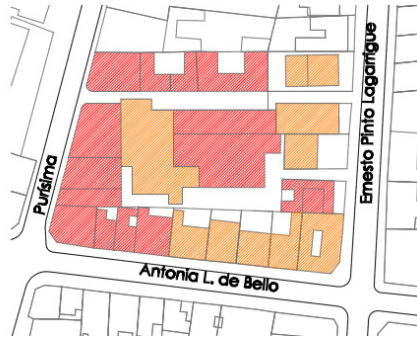 Purísima
Ernesto Pinto Lagarrigue
Antonia L. de Bello